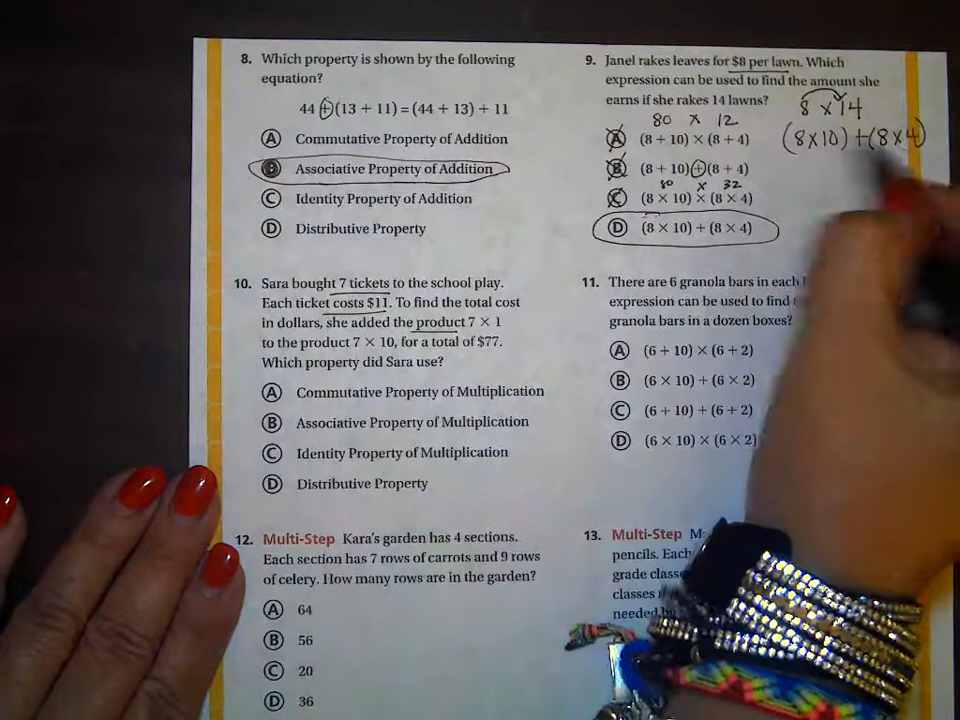 8. Which property is shown by the following
equation?
44 + (13 + 11) = (44 + 13) + 11
A Commutative Property of Addition
B Associative Property of Addition
C Identity Property of Addition
D Distributive Property
9. Janel rakes leaves for $8 per lawn. Which
expression can be used to find the amount she
earns if she rakes 14 lawns?
8 × 14
(8×10) + (8×4)
80 × 12
A (8 + 10) × (8 + 4)
B (8 + 10) + (8 + 4)
80 × 32
C (8 × 10) × (8 × 4)
D (8 × 10) + (8 × 4)
10. Sara bought 7 tickets to the school play.
Each ticket costs $11. To find the total cost
in dollars, she added the product 7 × 1
to the product 7 × 10, for a total of $77.
Which property did Sara use?
A Commutative Property of Multiplication
B Associative Property of Multiplication
C Identity Property of Multiplication
D Distributive Property
11. There are 6 granola bars in each
expression can be used to find
granola bars in a dozen boxes?
A (6 + 10) × (6 + 2)
B (6 × 10) + (6 × 2)
C (6 + 10) + (6 + 2)
D (6 × 10) × (6 × 2)
12. Multi-Step Kara's garden has 4 sections.
Each section has 7 rows of carrots and 9 rows
of celery. How many rows are in the garden?
A 64
B 56
C 20
D 36
13. Multi-Step
pencils. Each
grade classe
classes
needed by